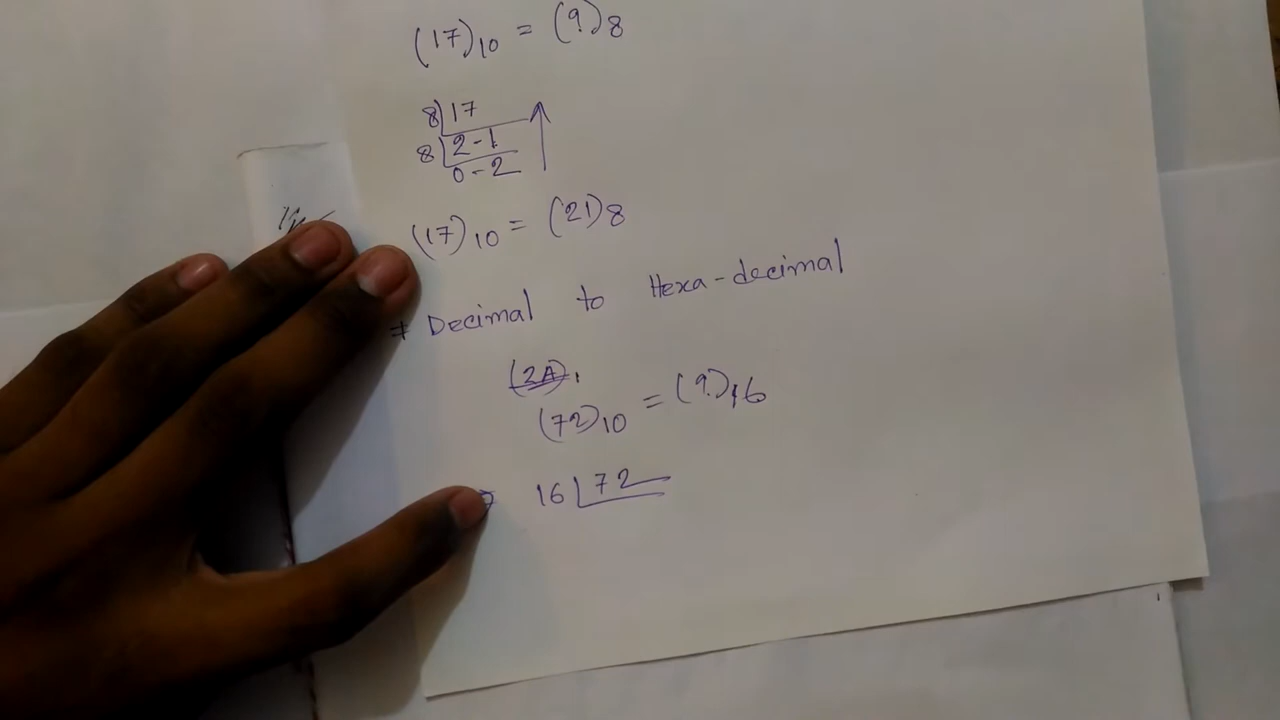 (17)10 = (?)8
8 17
8 2-1
0-2
(17)10 = (21)8
Decimal to Hexa-decimal
(2A)1
(72)10 = (?)16
16 72